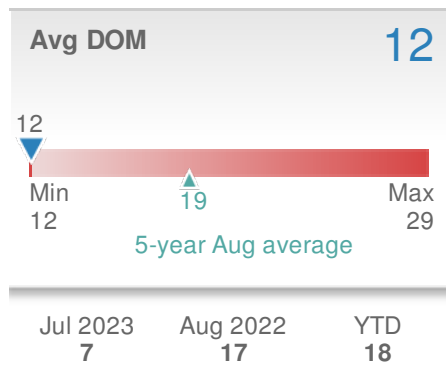 Avg DOM 12
12
Min Max
12 19 29
5-year Aug average
Jul 2023 Aug 2022 YTD
7 17 18